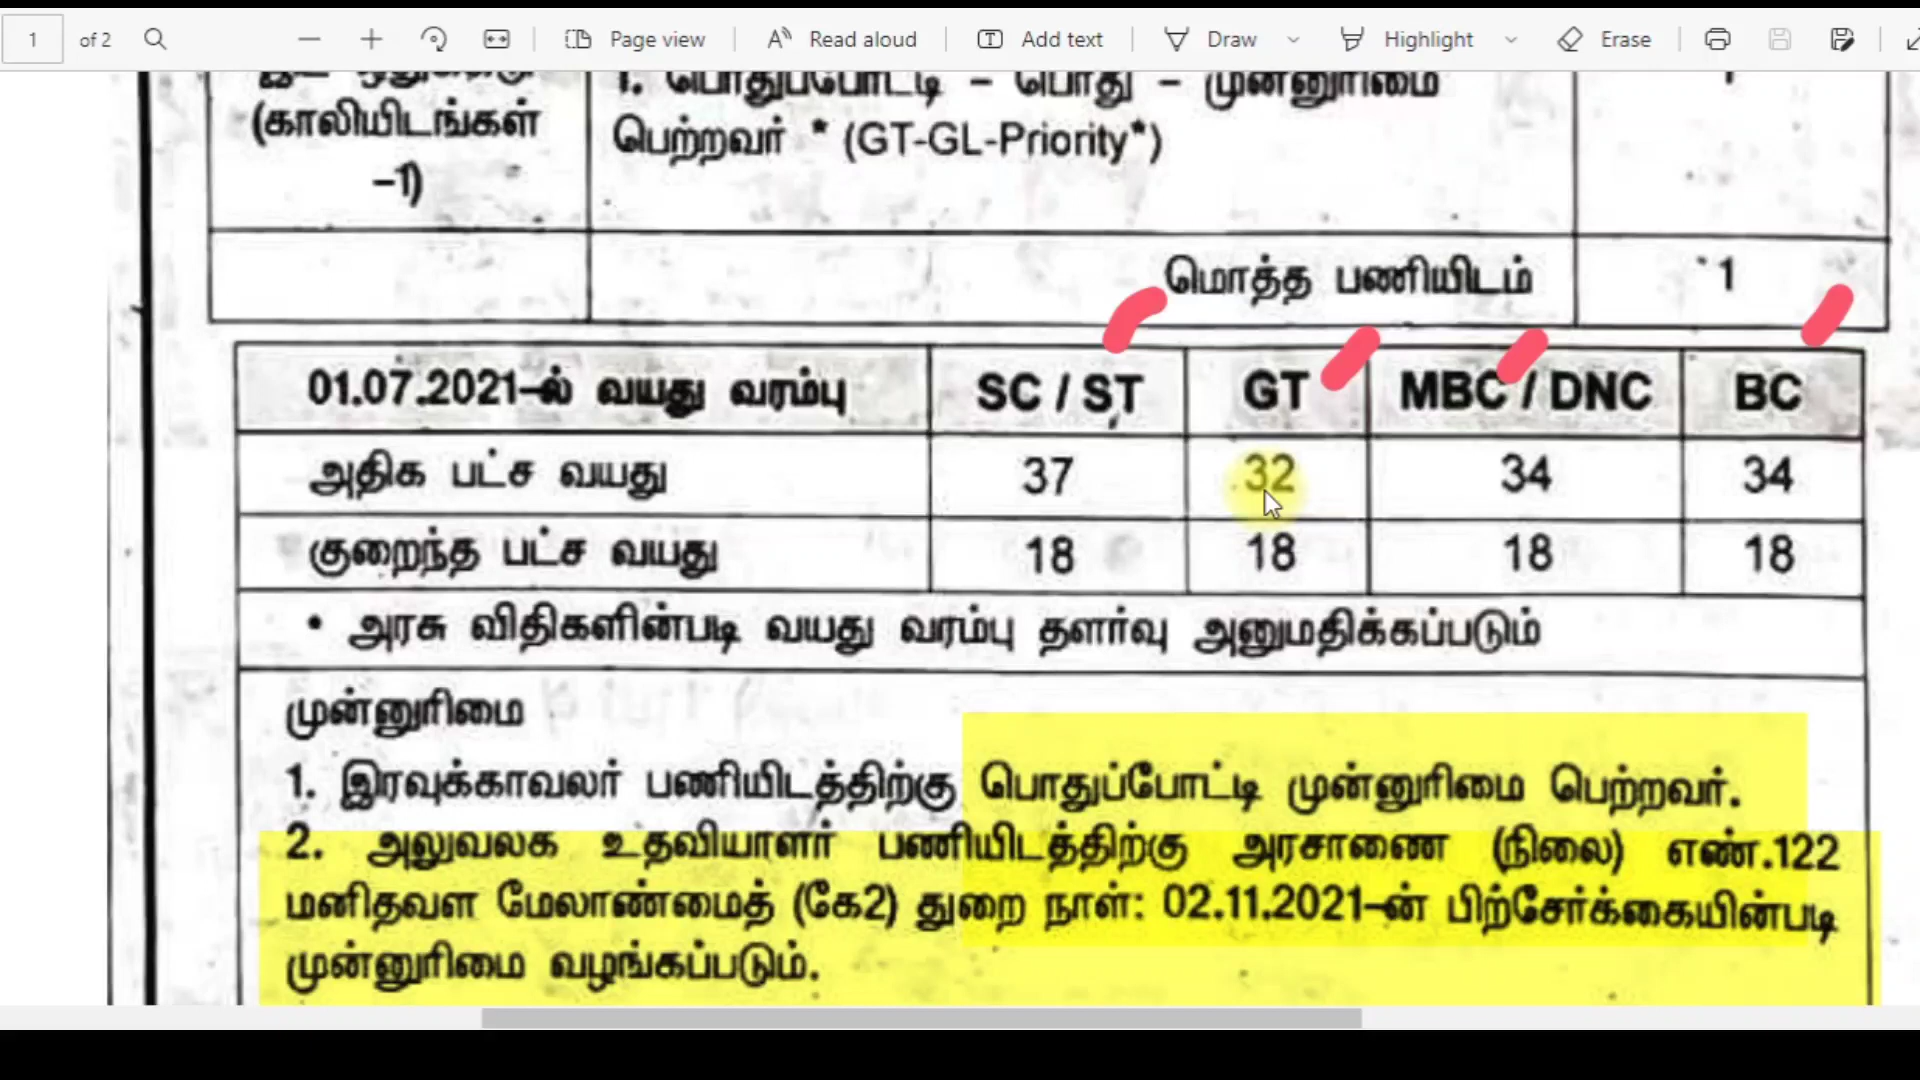 1 of 2 Page view Read aloud Add text Draw Highlight Erase
1. பொதுப்போட்டி – பொது – முன்னுரிமை
(காலியிடங்கள்
பெற்றவர் * (GT-GL-Priority*)
–1)
மொத்த பணியிடம் 1
01.07.2021–ல் வயது வரம்பு SC / ST GT MBC / DNC BC
அதிக பட்ச வயது 37 32 34 34
குறைந்த பட்ச வயது 18 18 18 18
• அரசு விதிகளின்படி வயது வரம்பு தளர்வு அனுமதிக்கப்படும்
முன்னுரிமை
1. இரவுக்காவலர் பணியிடத்திற்கு பொதுப்போட்டி முன்னுரிமை பெற்றவர்.
2. அலுவலக உதவியாளர் பணியிடத்திற்கு அரசாணை (நிலை) எண்.122
மனிதவள மேலாண்மைத் (கே2) துறை நாள்: 02.11.2021–ன் பிற்சேர்க்கையின்படி
முன்னுரிமை வழங்கப்படும்.